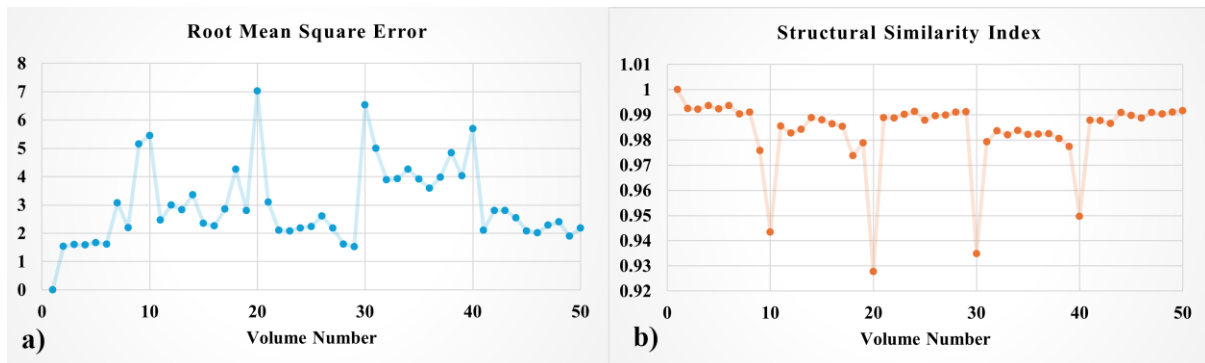 Root Mean Square Error
8
7
6
5
4
3
2
1
0
0 10 20 30 40 50
Volume Number
a)
Structural Similarity Index
1.01
1
0.99
0.98
0.97
0.96
0.95
0.94
0.93
0.92
0 10 20 30 40 50
Volume Number
b)